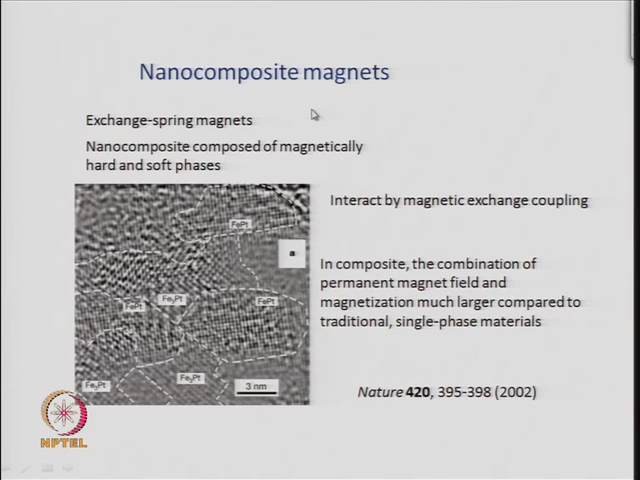 Nanocomposite magnets
Exchange-spring magnets
Nanocomposite composed of magnetically
hard and soft phases
Interact by magnetic exchange coupling
FePt
a
In composite, the combination of
permanent magnet field and
magnetization much larger compared to
traditional, single-phase materials
Fe₃Pt
FePt
FePt
Fe₃Pt
Fe₃Pt
3 nm
Nature 420, 395-398 (2002)
NPTEL